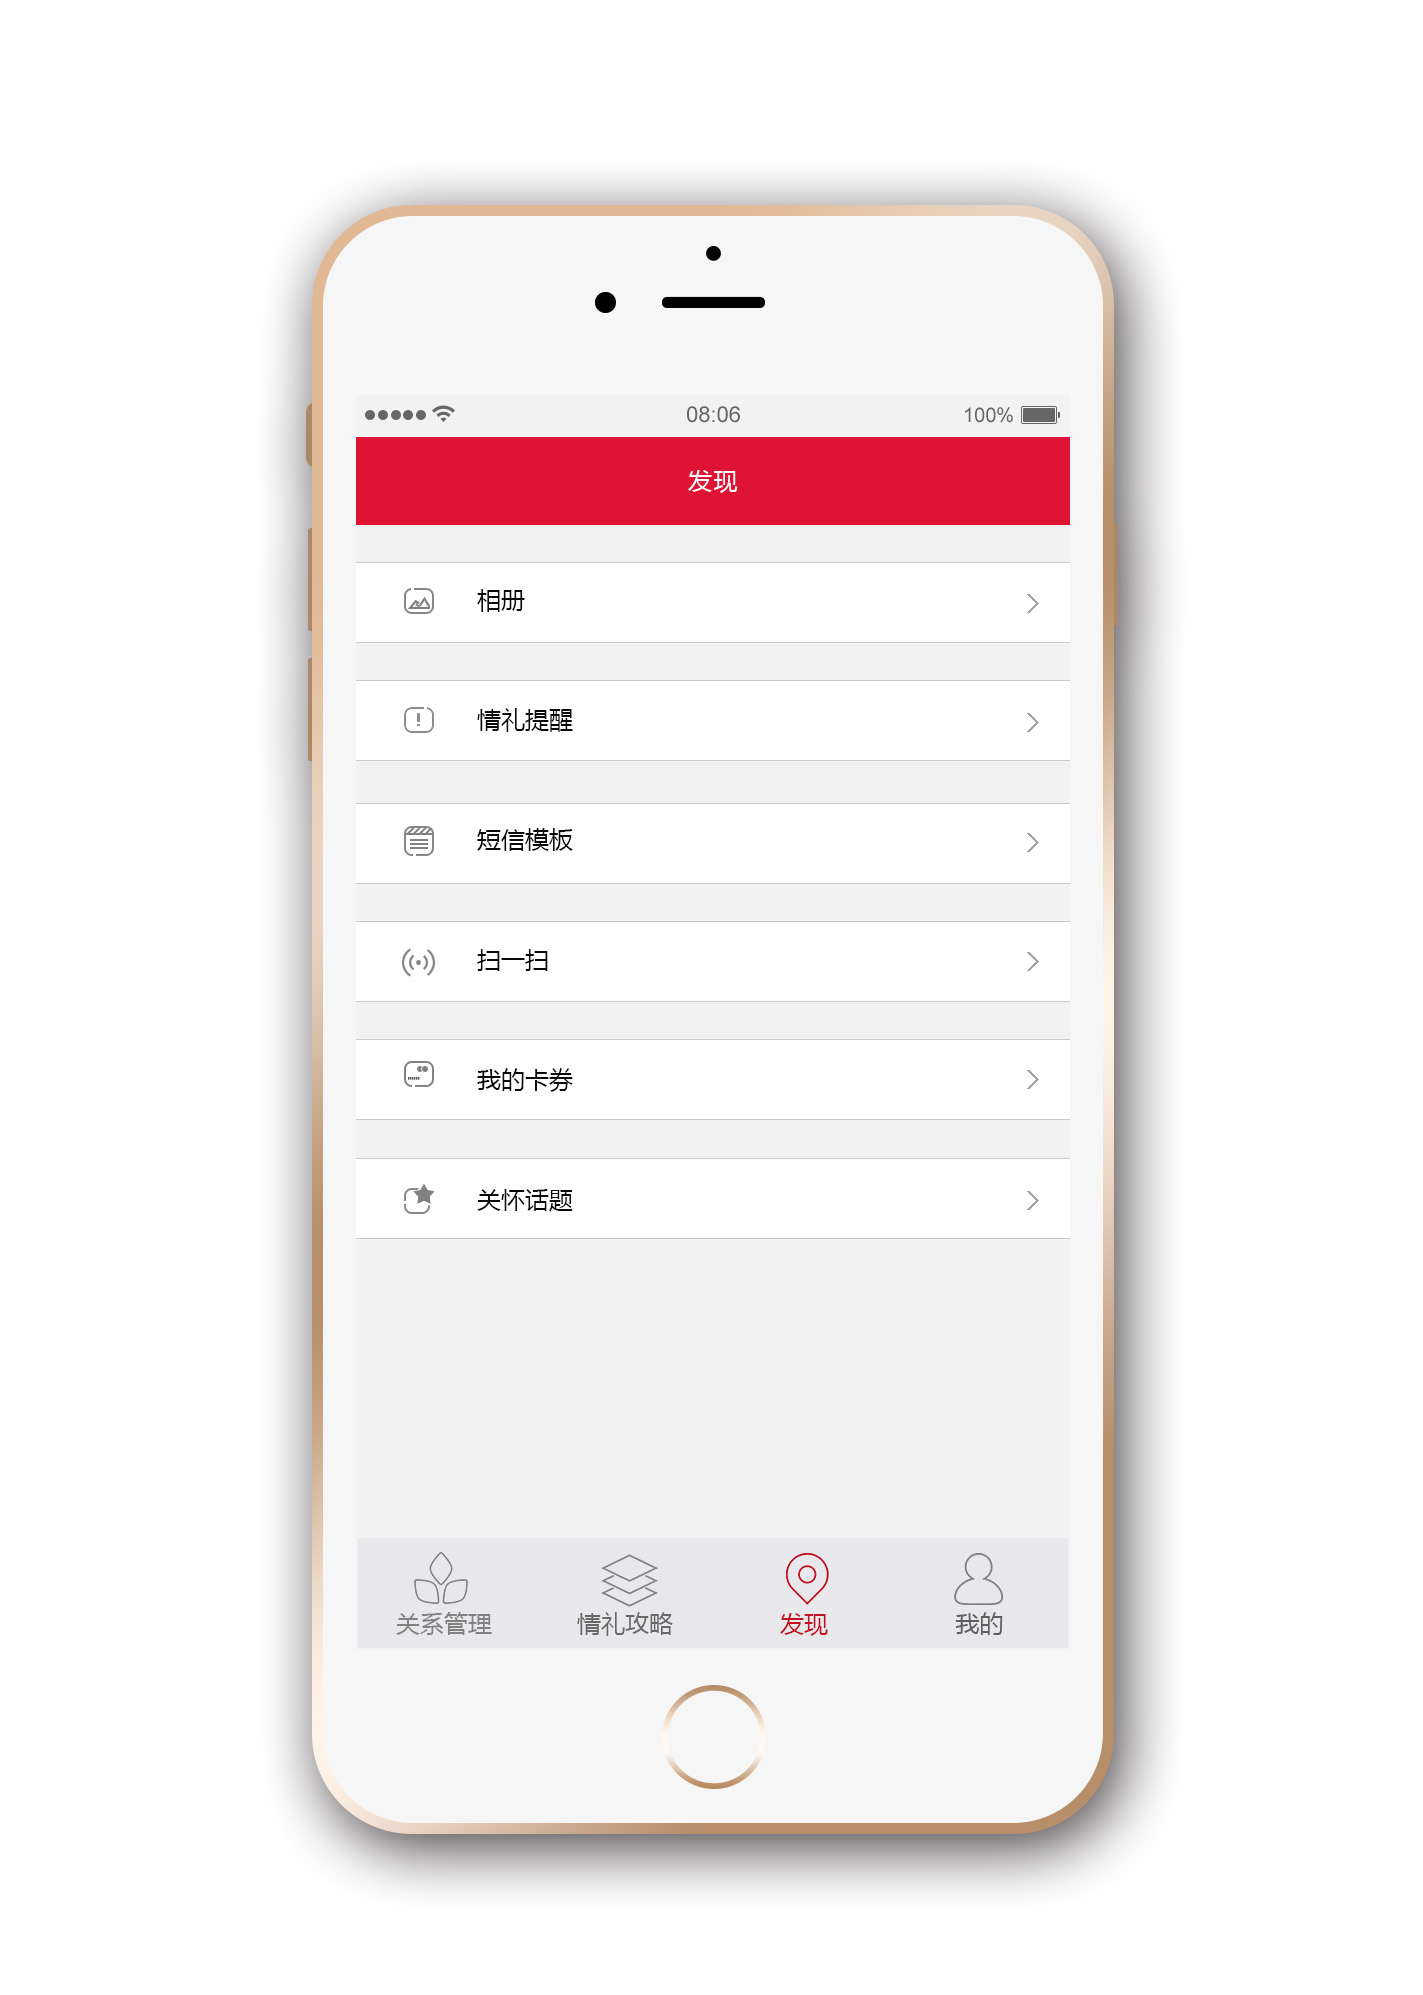 08:06 100%
发现
相册
情礼提醒
短信模板
扫一扫
我的卡券
关怀话题
关系管理 情礼攻略 发现 我的